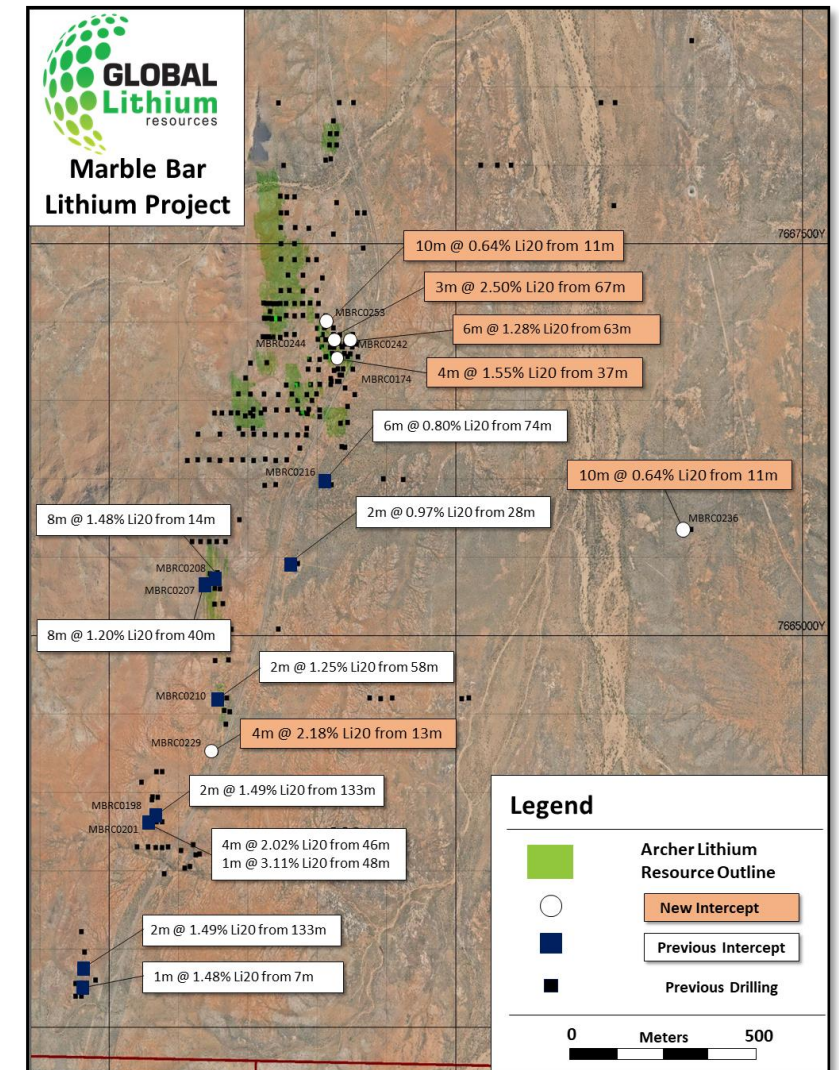 GLOBAL
Lithium
resources
Marble Bar
Lithium Project
7667500Y
10m @ 0.64% Li20 from 11m
3m @ 2.50% Li20 from 67m
MBRC0253
6m @ 1.28% Li20 from 63m
MBRC0244
MBRC0242
4m @ 1.55% Li20 from 37m
MBRC0174
6m @ 0.80% Li20 from 74m
MBRC0216
10m @ 0.64% Li20 from 11m
2m @ 0.97% Li20 from 28m
8m @ 1.48% Li20 from 14m
MBRC0236
MBRC0208
MBRC0207
8m @ 1.20% Li20 from 40m
7665000Y
2m @ 1.25% Li20 from 58m
MBRC0210
4m @ 2.18% Li20 from 13m
MBRC0229
2m @ 1.49% Li20 from 133m
MBRC0198
MBRC0201
4m @ 2.02% Li20 from 46m
1m @ 3.11% Li20 from 48m
2m @ 1.49% Li20 from 133m
1m @ 1.48% Li20 from 7m
Legend
Archer Lithium
Resource Outline
New Intercept
Previous Intercept
Previous Drilling
0 Meters 500